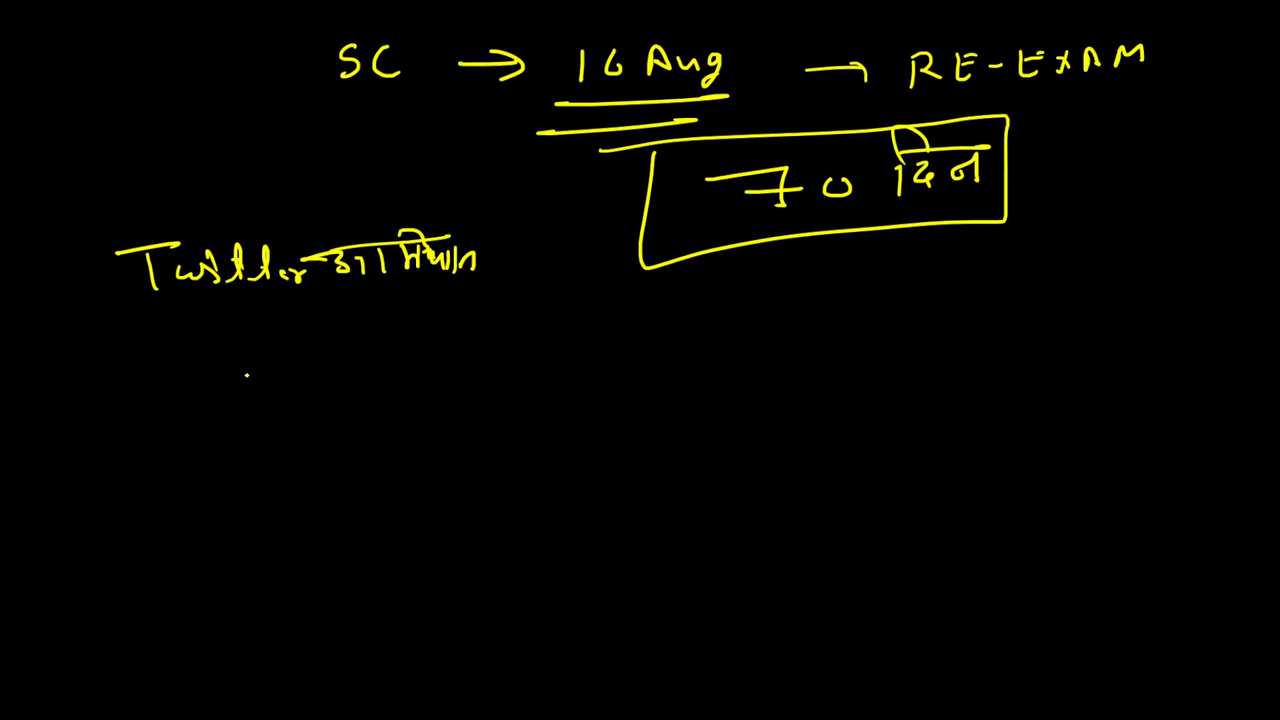 SC → 16 Aug → RE-EXAM
70 दिन
Twitter अभियान